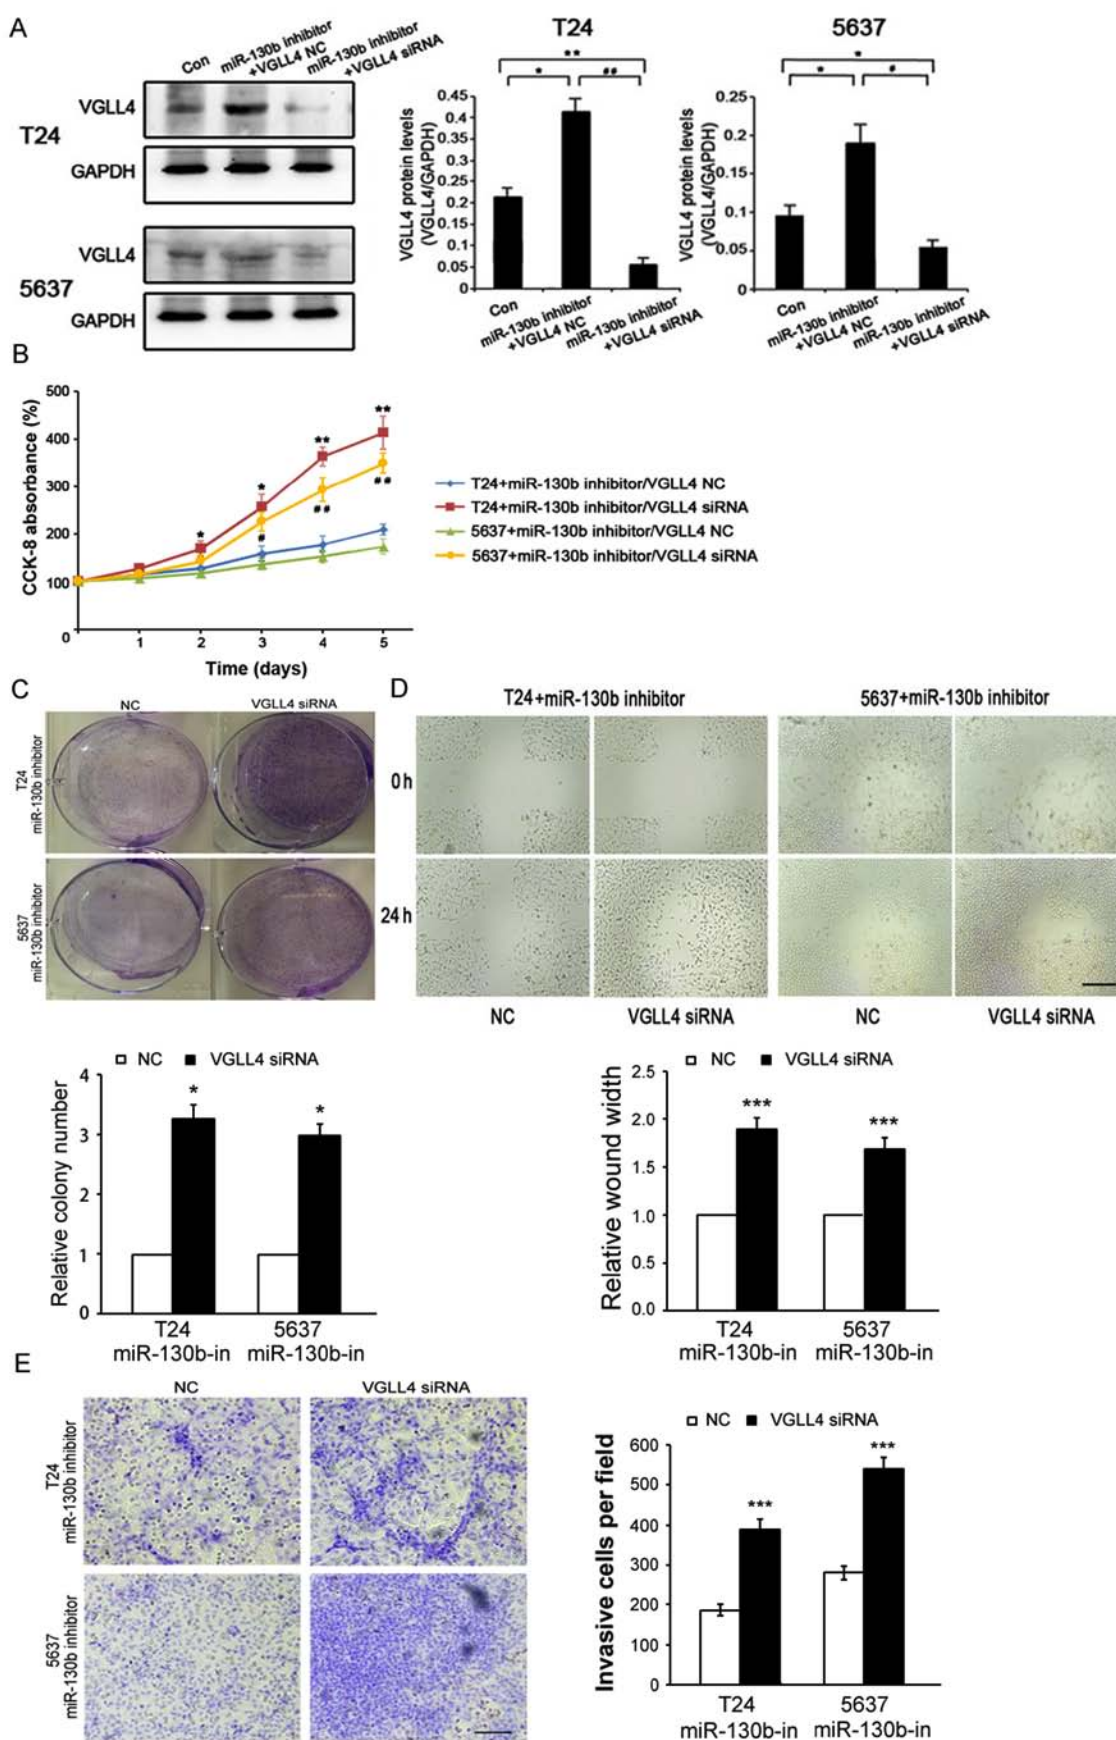 A
Con
miR-130b inhibitor
+VGLL4 NC
miR-130b inhibitor
+VGLL4 siRNA
T24
VGLL4
GAPDH
5637
VGLL4
GAPDH
T24
**
*
##
VGLL4 protein levels
(VGLL4/GAPDH)
0.45
0.4
0.35
0.3
0.25
0.2
0.15
0.1
0.05
0
Con
miR-130b inhibitor
+VGLL4 NC
miR-130b inhibitor
+VGLL4 siRNA
5637
*
*
#
VGLL4 protein levels
(VGLL4/GAPDH)
0.25
0.2
0.1
0.05
0
Con
miR-130b inhibitor
+VGLL4 NC
miR-130b inhibitor
+VGLL4 siRNA
B
CCK-8 absorbance (%)
500
400
300
200
100
0
1 2 3 4 5
Time (days)
* * ** **
# ## ##
T24+miR-130b inhibitor/VGLL4 NC
T24+miR-130b inhibitor/VGLL4 siRNA
5637+miR-130b inhibitor/VGLL4 NC
5637+miR-130b inhibitor/VGLL4 siRNA
C
NC VGLL4 siRNA
T24
miR-130b inhibitor
5637
miR-130b inhibitor
NC VGLL4 siRNA
Relative colony number
4
3
2
1
0
* *
T24 5637
miR-130b-in miR-130b-in
D
T24+miR-130b inhibitor 5637+miR-130b inhibitor
0 h
24 h
NC VGLL4 siRNA NC VGLL4 siRNA
NC VGLL4 siRNA
Relative wound width
2.5
2.0
1.5
1.0
0.5
0.0
*** ***
T24 5637
miR-130b-in miR-130b-in
E
NC VGLL4 siRNA
T24
miR-130b inhibitor
5637
miR-130b inhibitor
NC VGLL4 siRNA
Invasive cells per field
600
500
400
300
200
100
0
*** ***
T24 5637
miR-130b-in miR-130b-in